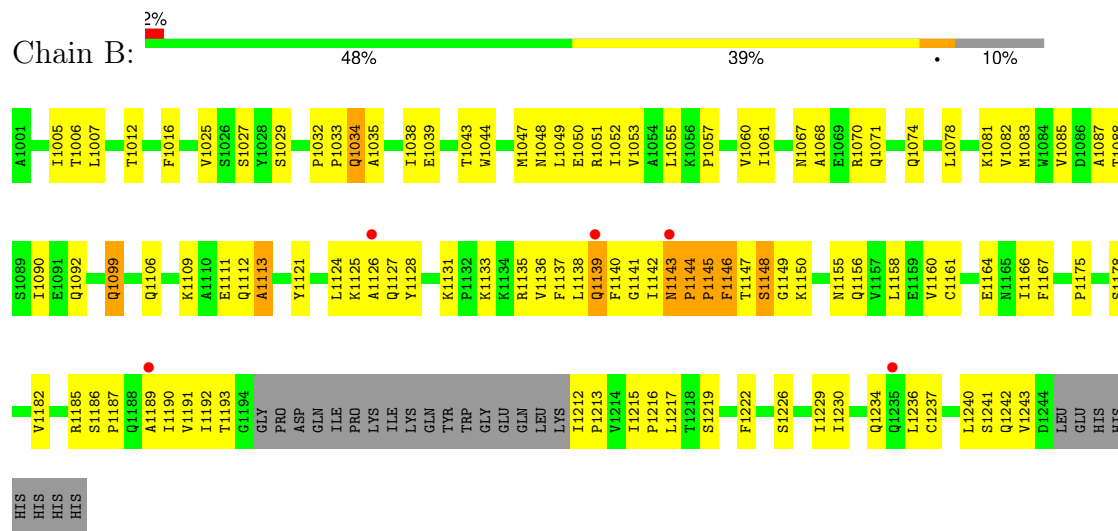 2%
Chain B:
48% 39% • 10%
A1001 I1005 T1006 L1007 T1012 F1016 V1025 S1026 S1027 Y1028 S1029 P1032 P1033 Q1034 A1035 I1038 E1039 T1043 W1044 M1047 N1048 L1049 E1050 R1051 T1052 V1053 A1054 L1055 K1056 P1057 V1060 I1061 N1067 A1068 E1069 R1070 Q1071 Q1074 L1078 K1081 V1082 M1083 W1084 V1085 D1086 A1087 T1088
S1089 I1090 E1091 Q1092 Q1099 Q1106 K1109 A1110 E1111 Q1112 A1113 Y1121 L1124 K1125 A1126 Q1127 Y1128 K1131 P1132 K1133 K1134 R1135 V1136 F1137 L1138 Q1139 F1140 G1141 I1142 N1143 P1144 P1145 F1146 T1147 S1148 G1149 K1150 N1155 Q1156 V1157 L1158 E1159 V1160 C1161 E1164 N1165 I1166 F1167 P1175 S1178
V1182 R1185 S1186 P1187 Q1188 A1189 I1190 V1191 I1192 T1193 G1194 GLY PRO ASP GLN ILE PRO LYS ILE LYS GLN TYR TRP GLY GLU GLN LEU LYS I1212 P1213 V1214 I1215 P1216 L1217 T1218 S1219 F1222 S1226 I1229 I1230 Q1234 Q1235 L1236 C1237 L1240 S1241 Q1242 V1243 D1244 LEU GLU HIS HIS
HIS HIS HIS HIS